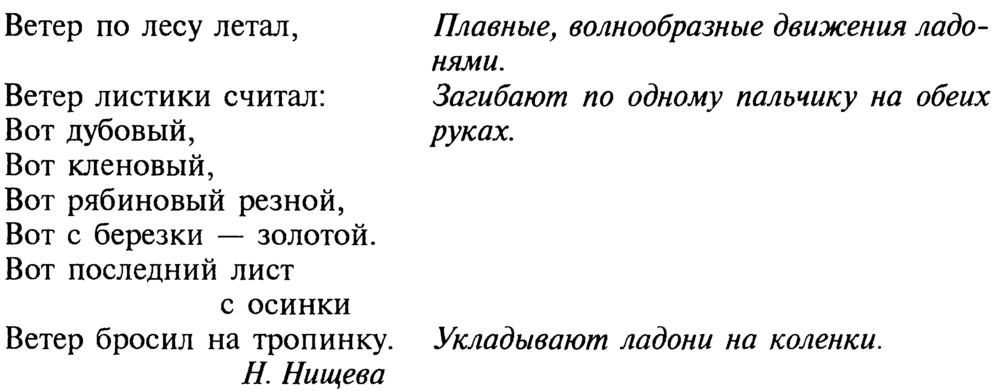 Ветер по лесу летал,
Плавные, волнообразные движения ладо-
нями.
Ветер листики считал:
Загибают по одному пальчику на обеих
Вот дубовый,
руках.
Вот кленовый,
Вот рябиновый резной,
Вот с березки — золотой.
Вот последний лист
с осинки
Ветер бросил на тропинку.
Укладывают ладони на коленки.
Н. Нищева